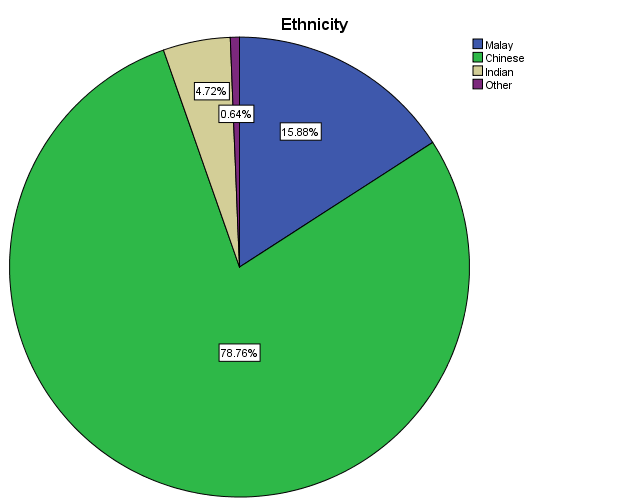 Ethnicity
Malay
Chinese
Indian
Other
4.72%
0.64%
15.88%
78.76%